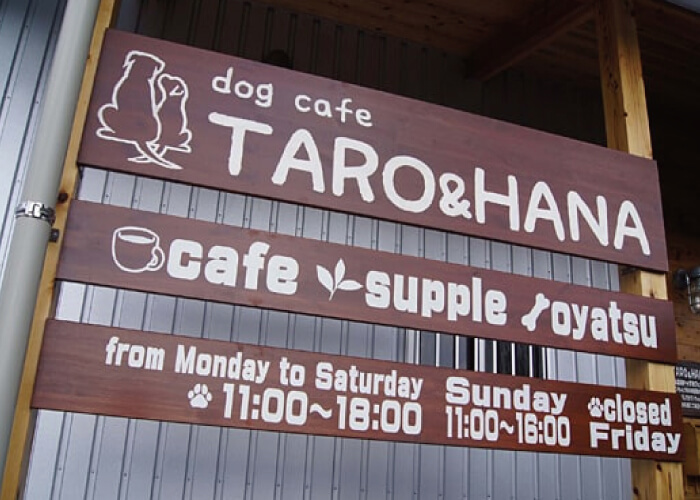 dog cafe
TARO&HANA
cafe supple oyatsu
from Monday to Saturday Sunday closed
11:00~18:00 11:00~16:00 Friday